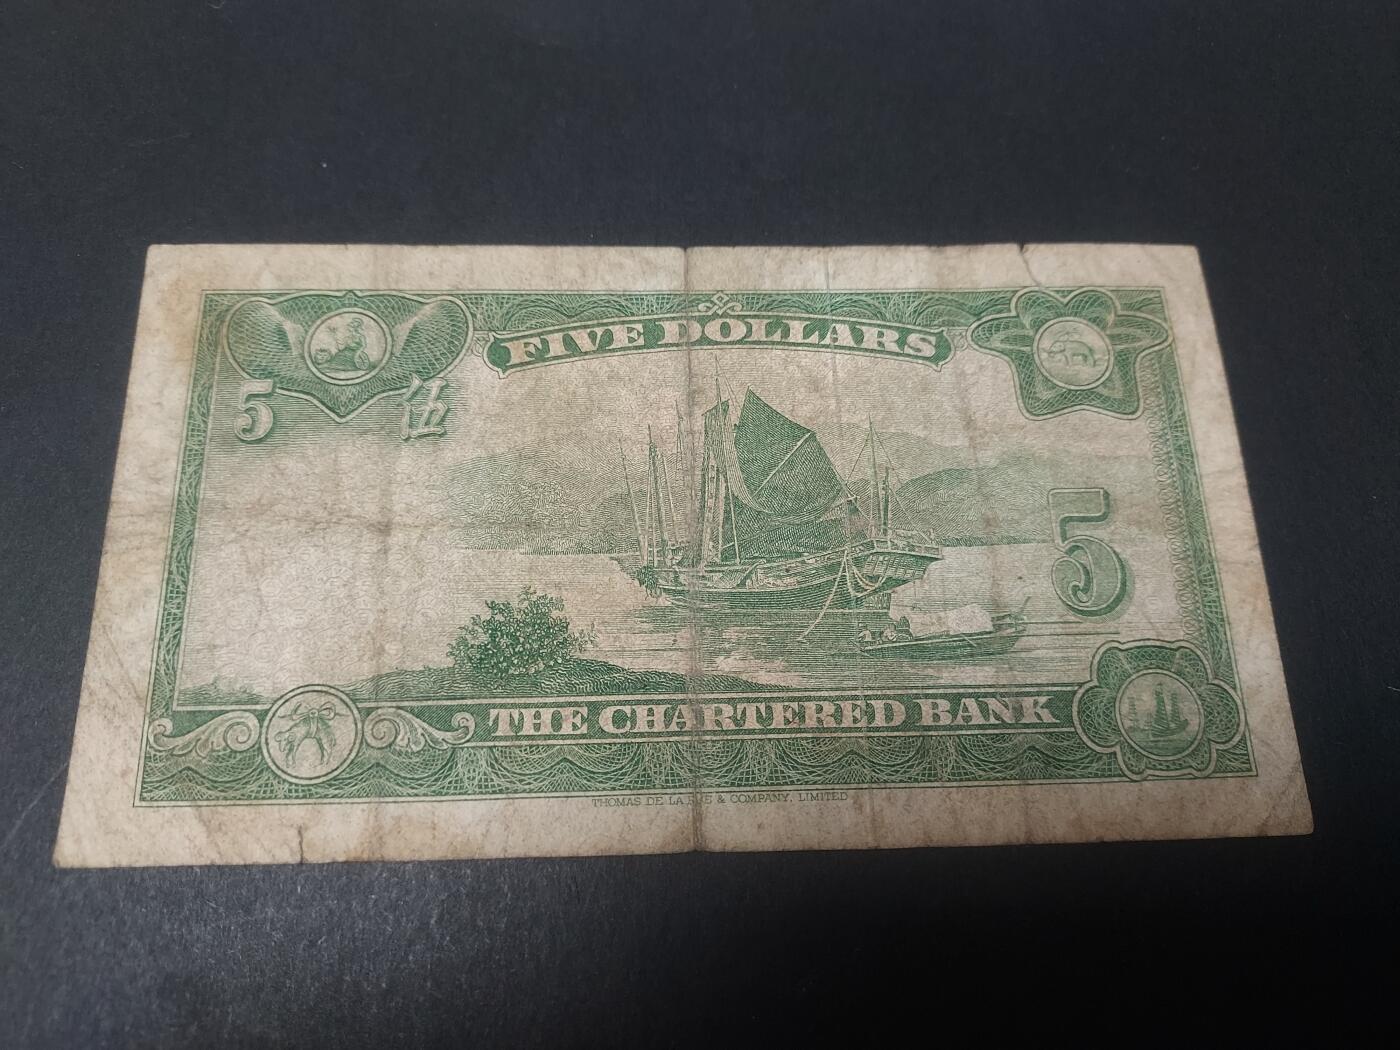 FIVE DOLLARS
5 伍
5
THE CHARTERED BANK
THOMAS DE LA RUE & COMPANY, LIMITED